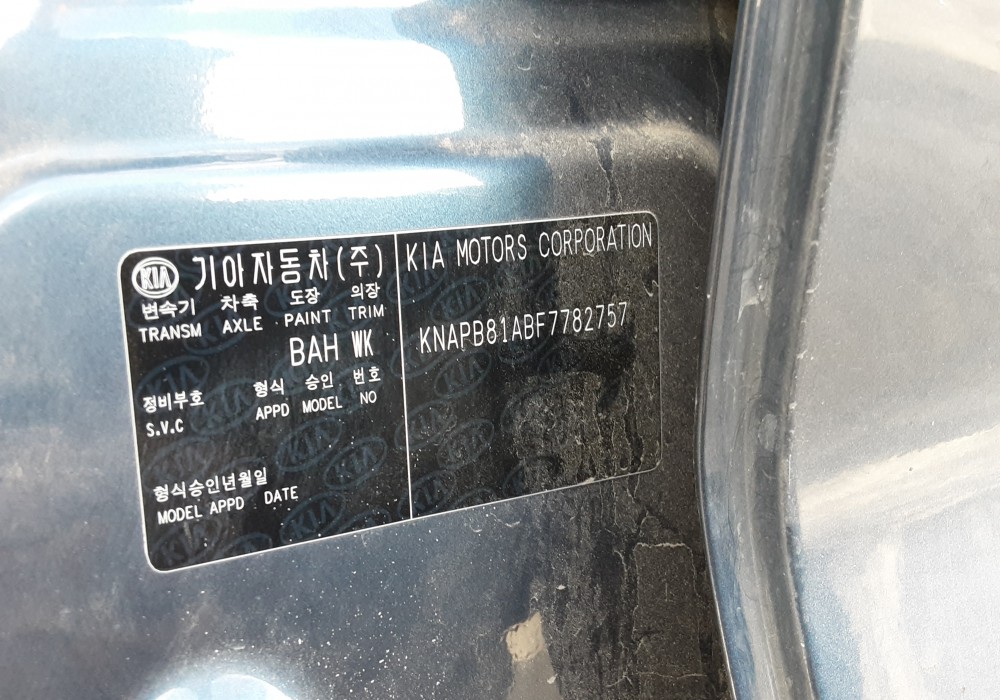 KIA 기아자동차(주)
변속기 차축 도장 의장
TRANSM AXLE PAINT TRIM
BAH WK
정비부호 형식 승인 번호
S.V.C APPD MODEL NO
형식승인년월일
MODEL APPD DATE
KIA MOTORS CORPORATION
KNAPB81ABF7782757